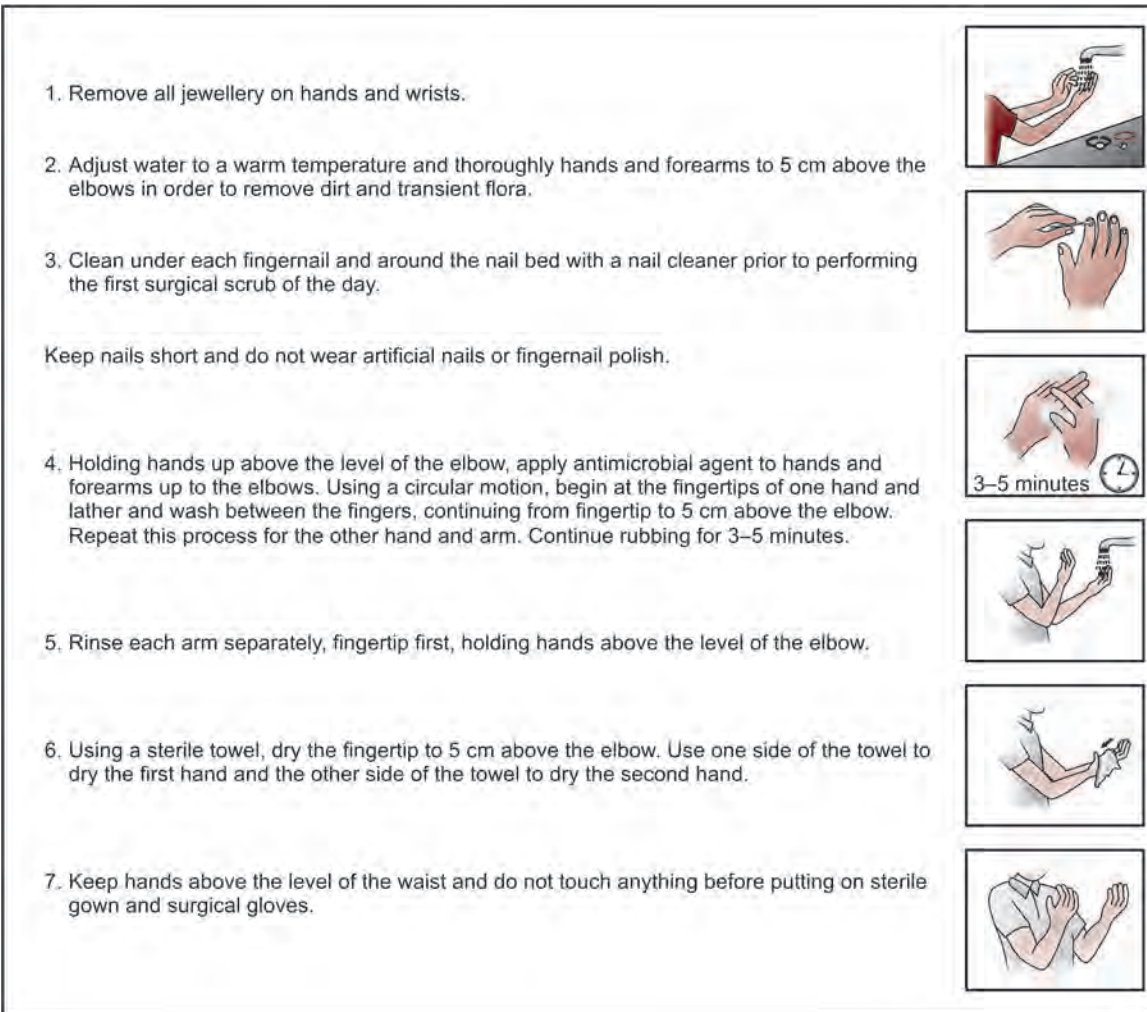 1. Remove all jewellery on hands and wrists.
2. Adjust water to a warm temperature and thoroughly hands and forearms to 5 cm above the
elbows in order to remove dirt and transient flora.
3. Clean under each fingernail and around the nail bed with a nail cleaner prior to performing
the first surgical scrub of the day.
Keep nails short and do not wear artificial nails or fingernail polish.
4. Holding hands up above the level of the elbow, apply antimicrobial agent to hands and
forearms up to the elbows. Using a circular motion, begin at the fingertips of one hand and
lather and wash between the fingers, continuing from fingertip to 5 cm above the elbow.
Repeat this process for the other hand and arm. Continue rubbing for 3–5 minutes.
3–5 minutes
5. Rinse each arm separately, fingertip first, holding hands above the level of the elbow.
6. Using a sterile towel, dry the fingertip to 5 cm above the elbow. Use one side of the towel to
dry the first hand and the other side of the towel to dry the second hand.
7. Keep hands above the level of the waist and do not touch anything before putting on sterile
gown and surgical gloves.